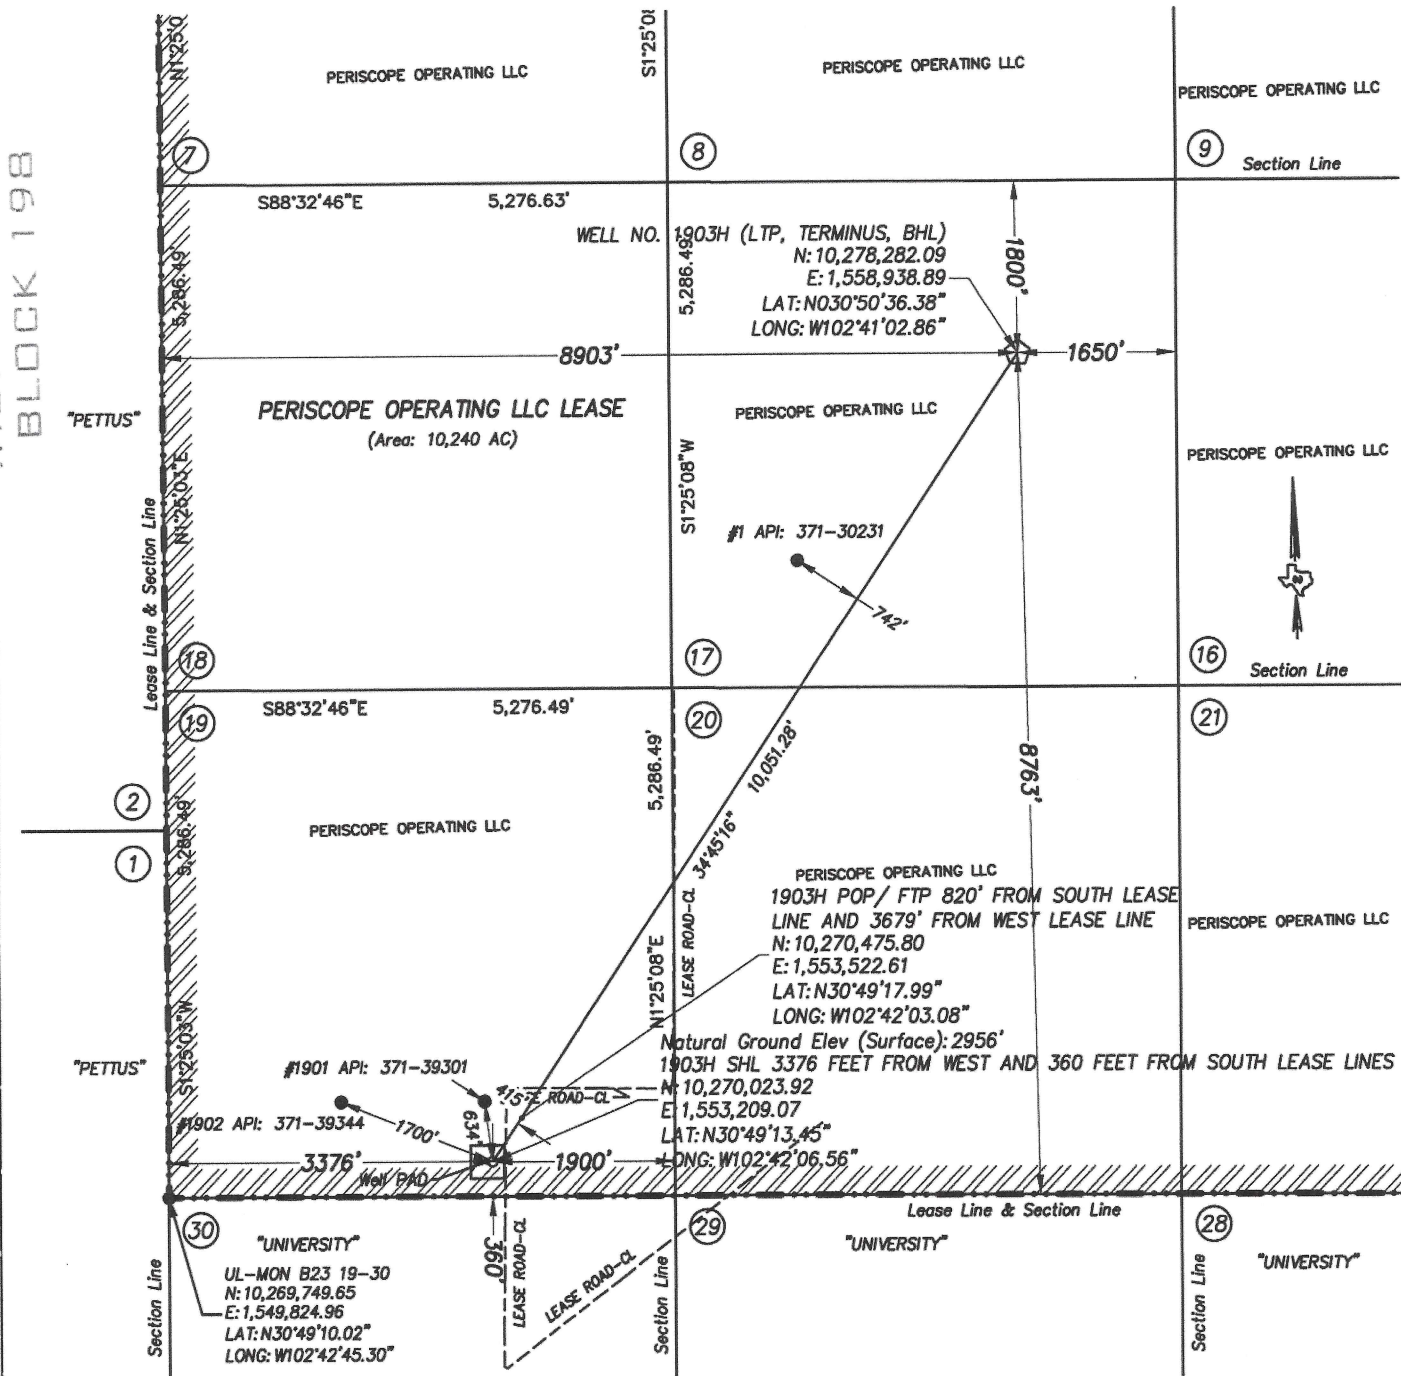 BLOCK 19B
N1°25'0
S1°25'08
PERISCOPE OPERATING LLC
PERISCOPE OPERATING LLC
PERISCOPE OPERATING LLC
7
8
9
Section Line
S88°32'46"E
5,276.63'
WELL NO. 1903H (LTP, TERMINUS, BHL)
N: 10,278,282.09
E: 1,558,938.89
LAT: N030°50'36.38"
LONG: W102°41'02.86"
1800'
5,286.49'
5,286.49'
8903'
1650'
"PETTUS"
PERISCOPE OPERATING LLC LEASE
(Area: 10,240 AC)
PERISCOPE OPERATING LLC
PERISCOPE OPERATING LLC
N1°25'03"E
S1°25'08"W
Lease Line & Section Line
#1 API: 371-30231
742'
18
17
16
Section Line
S88°32'46"E
5,276.49'
19
20
21
5,286.49'
10,051.28'
34°45'16"
8763'
2
1
5,286.49'
PERISCOPE OPERATING LLC
PERISCOPE OPERATING LLC
1903H POP/ FTP 820' FROM SOUTH LEASE
LINE AND 3679' FROM WEST LEASE LINE
N: 10,270,475.80
E: 1,553,522.61
LAT: N30°49'17.99"
LONG: W102°42'03.08"
PERISCOPE OPERATING LLC
LEASE ROAD-CL
N1°25'08"E
S1°25'03"W
Natural Ground Elev (Surface): 2956'
1903H SHL 3376 FEET FROM WEST AND 360 FEET FROM SOUTH LEASE LINES
N: 10,270,023.92
E: 1,553,209.07
LAT: N30°49'13.45"
LONG: W102°42'06.56"
"PETTUS"
#1901 API: 371-39301
#1902 API: 371-39344
415'
E ROAD-CL
634'
1700'
3376'
1900'
Well PAD
Lease Line & Section Line
30
29
28
"UNIVERSITY"
"UNIVERSITY"
"UNIVERSITY"
UL-MON B23 19-30
N: 10,269,749.65
E: 1,549,824.96
LAT: N30°49'10.02"
LONG: W102°42'45.30"
360'
LEASE ROAD-CL
LEASE ROAD-CL
Section Line
Section Line
Section Line